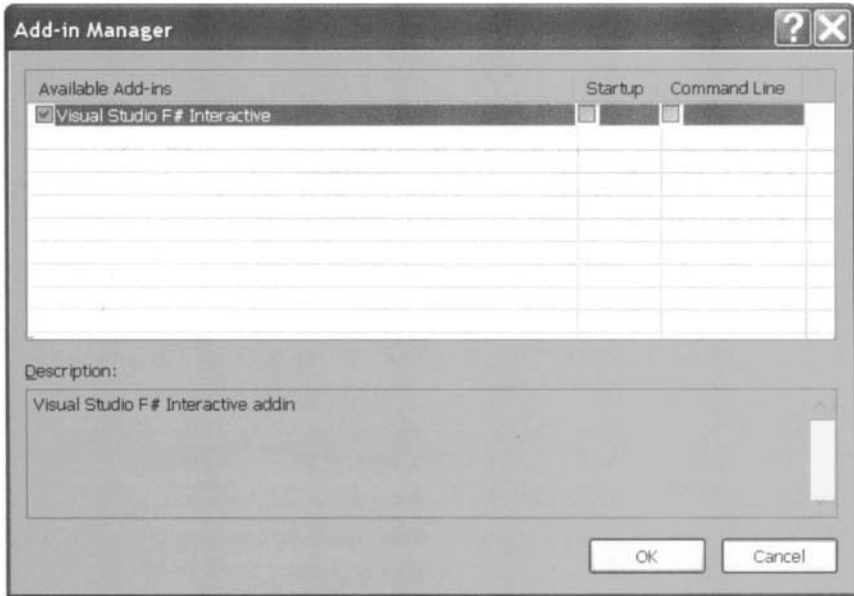 Add-in Manager ?
Available Add-ins Startup Command Line
Visual Studio F# Interactive
Description:
Visual Studio F# Interactive addin
OK Cancel